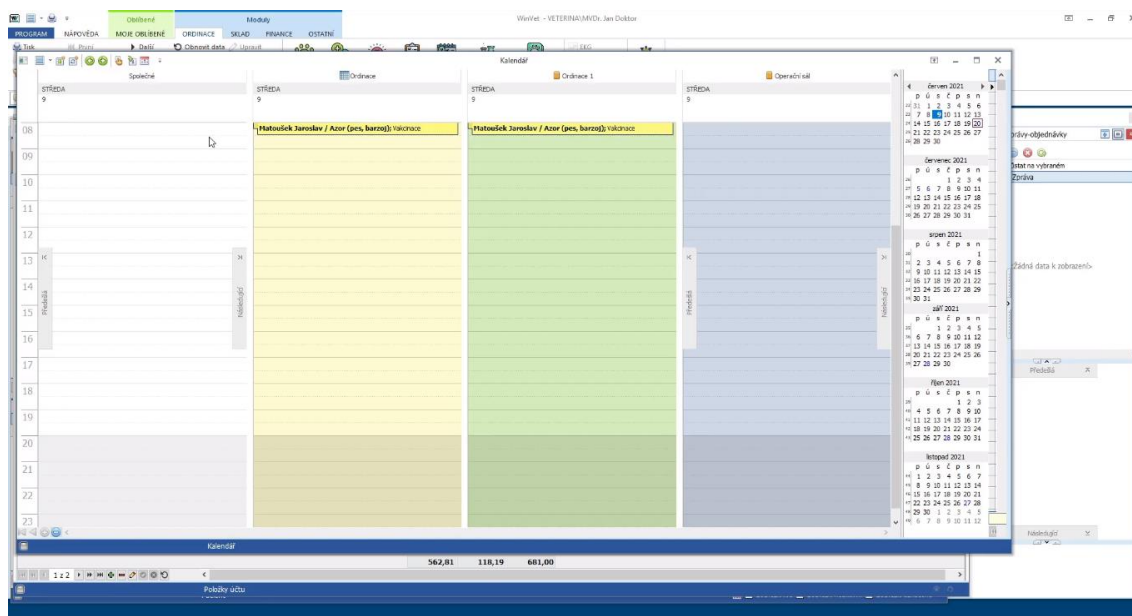 Oblíbené Moduly WinVet - VETERINA\MVDr. Jan Doktor
PROGRAM NÁPOVĚDA MOJE OBLÍBENÉ ORDINACE SKLAD FINANCE OSTATNÍ
Tisk První Další Obnovit data Upravit EKG
Kalendář
Společné Ordinace Ordinace 1 Operační sál
STŘEDA STŘEDA STŘEDA STŘEDA
9 9 9 9
08 Matoušek Jaroslav / Azor (pes, barzoj); Vakcinace Matoušek Jaroslav / Azor (pes, barzoj); Vakcinace
09
10
11
12
13
14
15
16
17
18
19
20
21
22
23
Předešlá Následující Předešlá Následující
červen 2021
p ú s č p s n
31 1 2 3 4 5 6
7 8 9 10 11 12 13
14 15 16 17 18 19 20
21 22 23 24 25 26 27
28 29 30
červenec 2021
p ú s č p s n
1 2 3 4
5 6 7 8 9 10 11
12 13 14 15 16 17 18
19 20 21 22 23 24 25
26 27 28 29 30 31
srpen 2021
p ú s č p s n
1
2 3 4 5 6 7 8
9 10 11 12 13 14 15
16 17 18 19 20 21 22
23 24 25 26 27 28 29
30 31
září 2021
p ú s č p s n
1 2 3 4 5
6 7 8 9 10 11 12
13 14 15 16 17 18 19
20 21 22 23 24 25 26
27 28 29 30
říjen 2021
p ú s č p s n
1 2 3
4 5 6 7 8 9 10
11 12 13 14 15 16 17
18 19 20 21 22 23 24
25 26 27 28 29 30 31
listopad 2021
p ú s č p s n
1 2 3 4 5 6 7
8 9 10 11 12 13 14
15 16 17 18 19 20 21
22 23 24 25 26 27 28
29 30 1 2 3 4 5
6 7 8 9 10 11 12
právy-objednávky
ůstat na vybraném
Zpráva
Žádná data k zobrazení>
Předešlá
Následující
Kalendář
562,81 118,19 681,00
1 z 2
Položky účtu